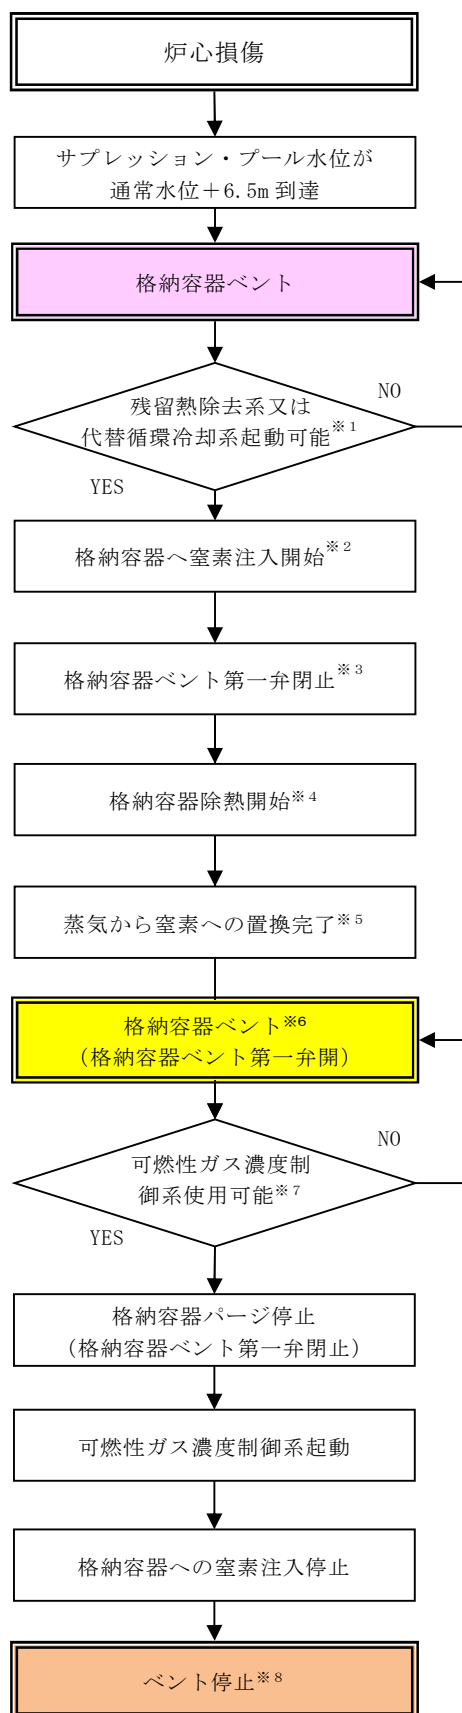 炉心損傷
サプレッション・プール水位が
通常水位＋6.5m 到達
格納容器ベント
残留熱除去系又は
代替循環冷却系起動可能※1
NO
YES
格納容器へ窒素注入開始※2
格納容器ベント第一弁閉止※3
格納容器除熱開始※4
蒸気から窒素への置換完了※5
格納容器ベント※6
（格納容器ベント第一弁開）
可燃性ガス濃度制
御系使用可能※7
NO
YES
格納容器パージ停止
（格納容器ベント第一弁閉止）
可燃性ガス濃度制御系起動
格納容器への窒素注入停止
ベント停止※8